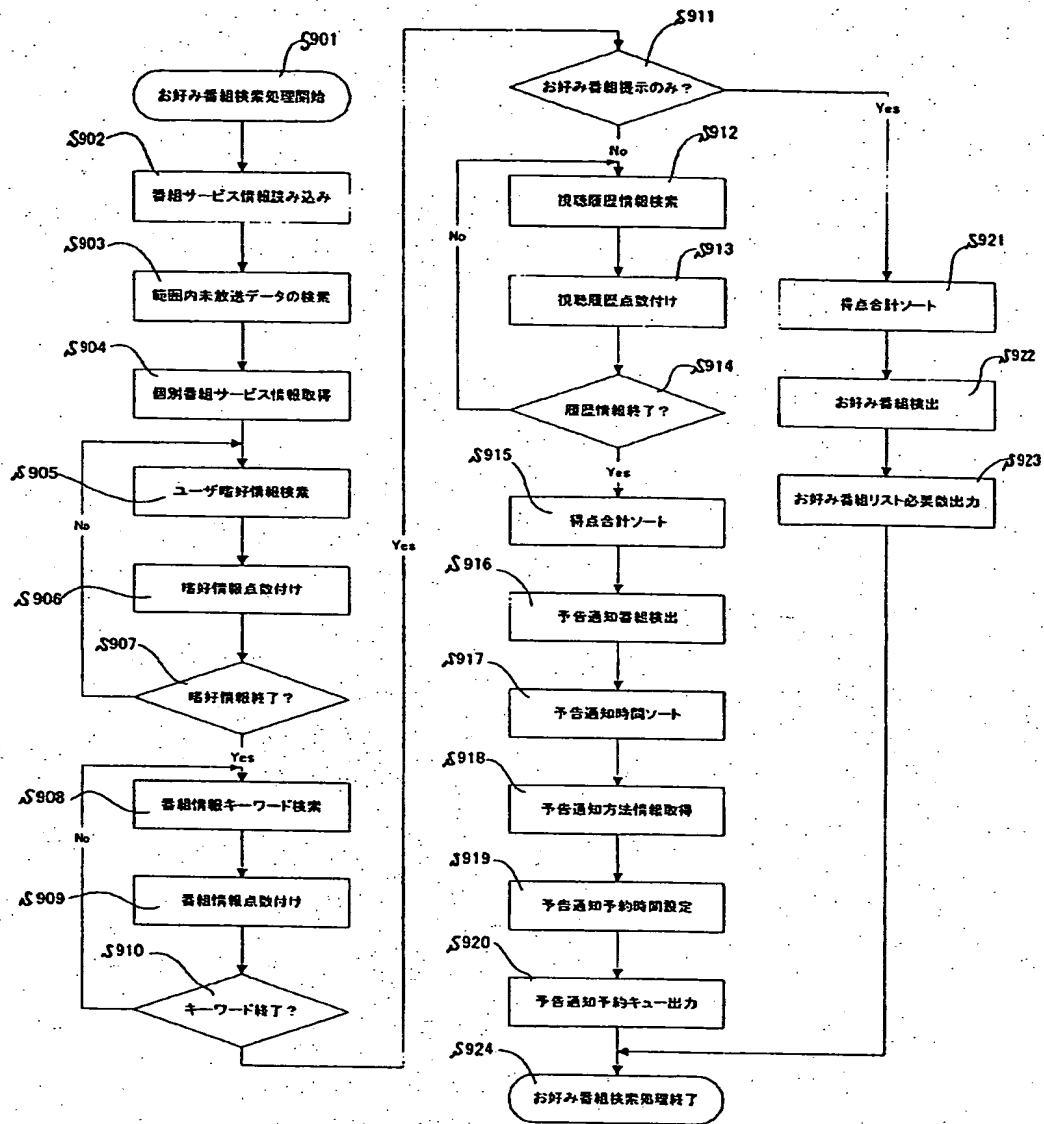 S901
お好み番組検索処理開始
S902
番組サービス情報読み込み
S903
範囲内未放送データの検索
S904
個別番組サービス情報取得
S905
ユーザ嗜好情報検索
No
S906
嗜好情報点数付け
S907
嗜好情報終了?
Yes
S908
番組情報キーワード検索
No
S909
番組情報点数付け
S910
キーワード終了?
Yes
S911
お好み番組提示のみ?
Yes
No
S912
視聴履歴情報検索
No
S913
視聴履歴点数付け
S914
履歴情報終了?
Yes
S915
得点合計ソート
S916
予告通知番組検出
S917
予告通知時間ソート
S918
予告通知方法情報取得
S919
予告通知予約時間設定
S920
予告通知予約キュー出力
S921
得点合計ソート
S922
お好み番組検出
S923
お好み番組リスト必要数出力
S924
お好み番組検索処理終了